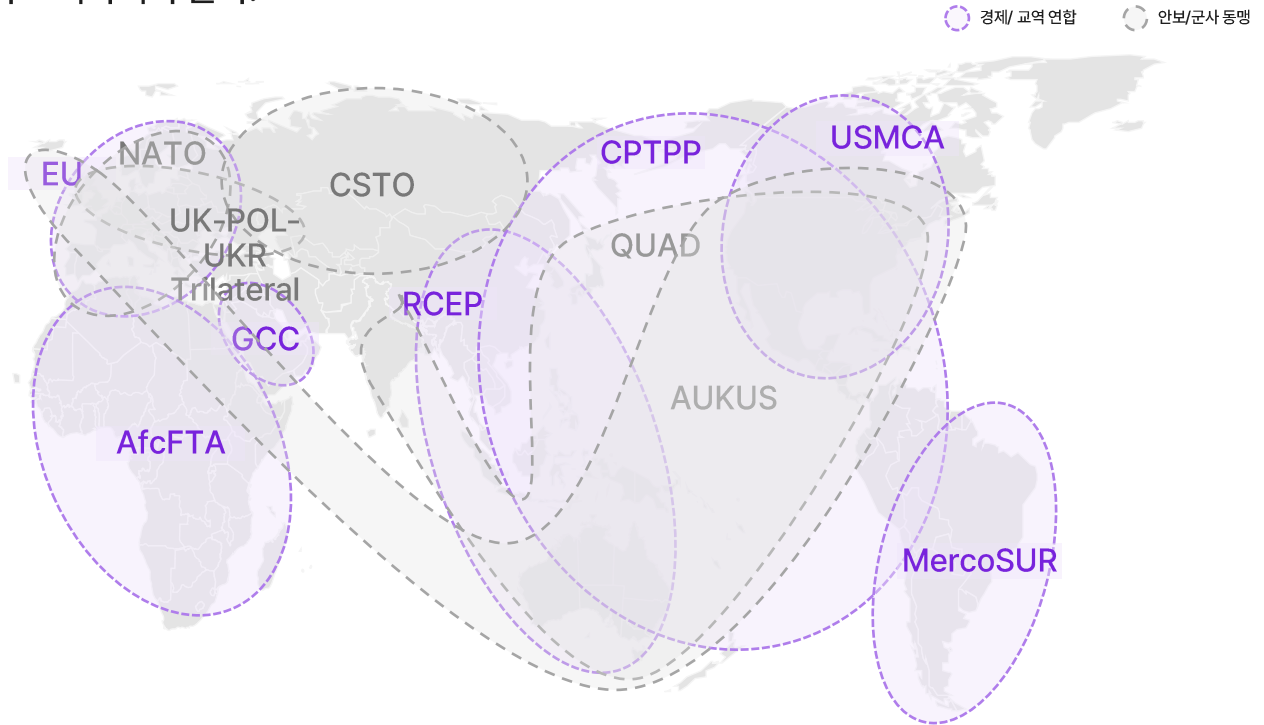 경제/ 교역 연합
안보/군사 동맹
USMCA
CPTPP
NATO
EU
CSTO
UK-POL-
UKR
Trilateral
QUAD
RCEP
GCC
AUKUS
AfcFTA
MercoSUR